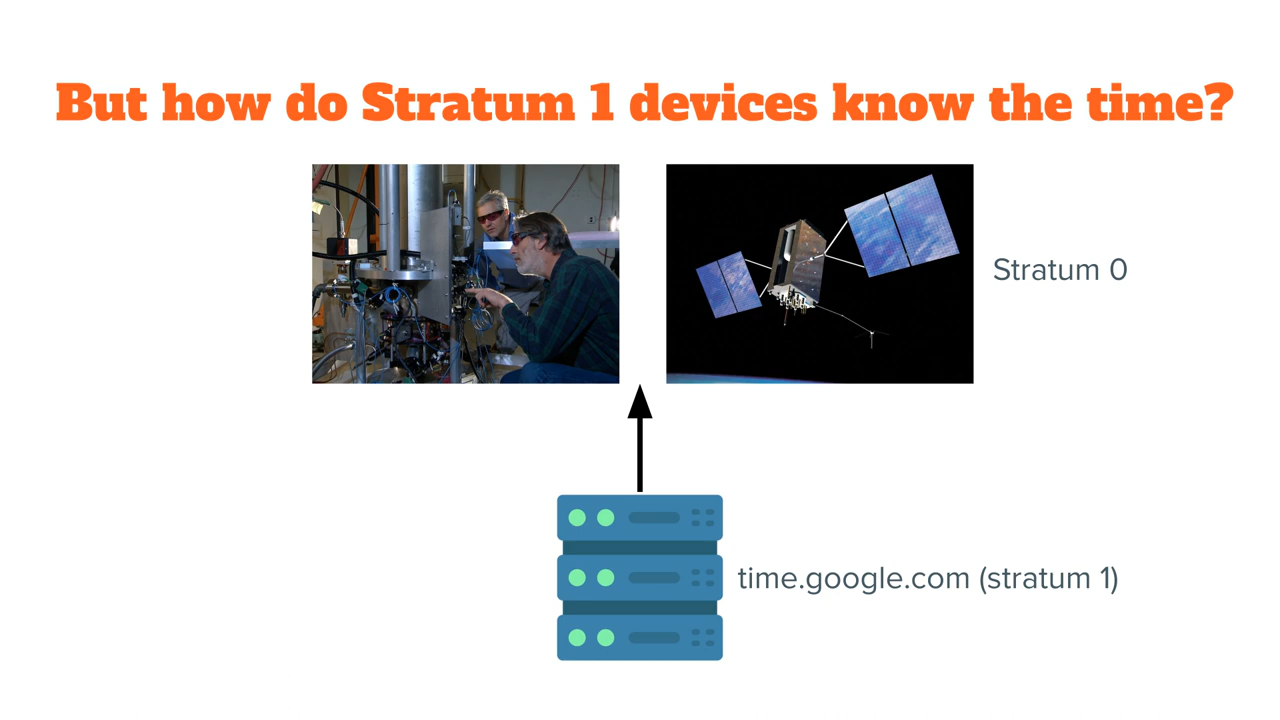 But how do Stratum 1 devices know the time?
Stratum 0
time.google.com (stratum 1)